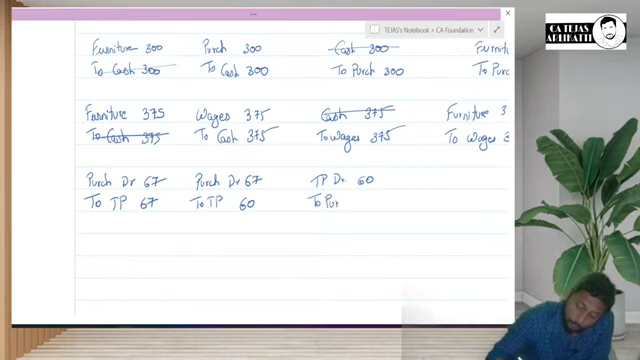 TEJAS's Notebook > CA Foundation
CA TEJAS
Furniture 300 Purch 300 Cash 300
To Cash 300 To Cash 300 To Purch 300 To Purc
Furniture 375 Wages 375 Cash 375 Furniture 3
To Cash 375 To Cash 375 To Wages 375 To Wages 3
Purch Dr 67 Purch Dr 67 TP Dr. 60
To TP 67 To TP 60 To Pur